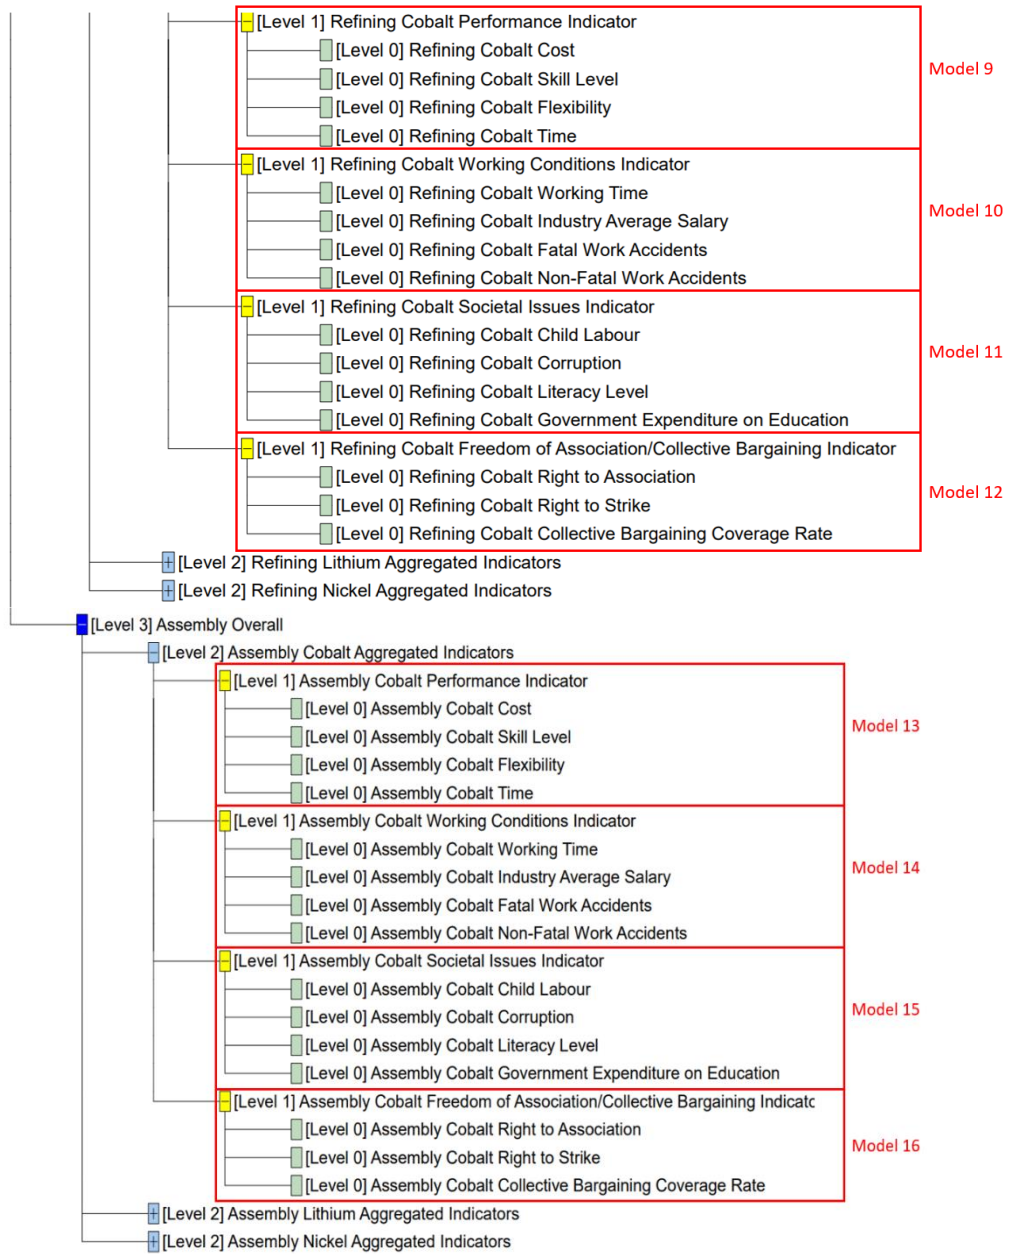 [Level 1] Refining Cobalt Performance Indicator
[Level 0] Refining Cobalt Cost
[Level 0] Refining Cobalt Skill Level
Model 9
[Level 0] Refining Cobalt Flexibility
[Level 0] Refining Cobalt Time
[Level 1] Refining Cobalt Working Conditions Indicator
[Level 0] Refining Cobalt Working Time
Model 10
[Level 0] Refining Cobalt Industry Average Salary
[Level 0] Refining Cobalt Fatal Work Accidents
[Level 0] Refining Cobalt Non-Fatal Work Accidents
[Level 1] Refining Cobalt Societal Issues Indicator
[Level 0] Refining Cobalt Child Labour
Model 11
[Level 0] Refining Cobalt Corruption
[Level 0] Refining Cobalt Literacy Level
[Level 0] Refining Cobalt Government Expenditure on Education
[Level 1] Refining Cobalt Freedom of Association/Collective Bargaining Indicator
[Level 0] Refining Cobalt Right to Association
Model 12
[Level 0] Refining Cobalt Right to Strike
[Level 0] Refining Cobalt Collective Bargaining Coverage Rate
[Level 2] Refining Lithium Aggregated Indicators
[Level 2] Refining Nickel Aggregated Indicators
[Level 3] Assembly Overall
[Level 2] Assembly Cobalt Aggregated Indicators
[Level 1] Assembly Cobalt Performance Indicator
[Level 0] Assembly Cobalt Cost
Model 13
[Level 0] Assembly Cobalt Skill Level
[Level 0] Assembly Cobalt Flexibility
[Level 0] Assembly Cobalt Time
[Level 1] Assembly Cobalt Working Conditions Indicator
[Level 0] Assembly Cobalt Working Time
Model 14
[Level 0] Assembly Cobalt Industry Average Salary
[Level 0] Assembly Cobalt Fatal Work Accidents
[Level 0] Assembly Cobalt Non-Fatal Work Accidents
[Level 1] Assembly Cobalt Societal Issues Indicator
[Level 0] Assembly Cobalt Child Labour
Model 15
[Level 0] Assembly Cobalt Corruption
[Level 0] Assembly Cobalt Literacy Level
[Level 0] Assembly Cobalt Government Expenditure on Education
[Level 1] Assembly Cobalt Freedom of Association/Collective Bargaining Indicatc
[Level 0] Assembly Cobalt Right to Association
Model 16
[Level 0] Assembly Cobalt Right to Strike
[Level 0] Assembly Cobalt Collective Bargaining Coverage Rate
[Level 2] Assembly Lithium Aggregated Indicators
[Level 2] Assembly Nickel Aggregated Indicators